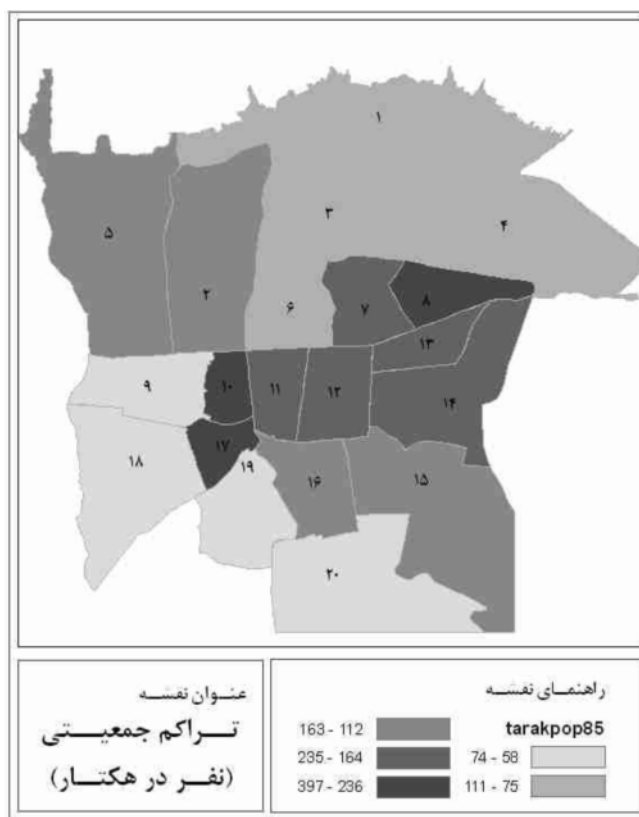 ۱
۳
۴
۵
۲
۶
۷
۸
۱۳
۹
۱۰
۱۱
۱۲
۱۴
۱۸
۱۷
۱۹
۱۶
۱۵
۲۰
عنوان نقشه
تراکم جمعیتی
(نفر در هکتار)
راهنمای نقشه
tarakpop85
74 - 58
111 - 75
163 - 112
235 - 164
397 - 236